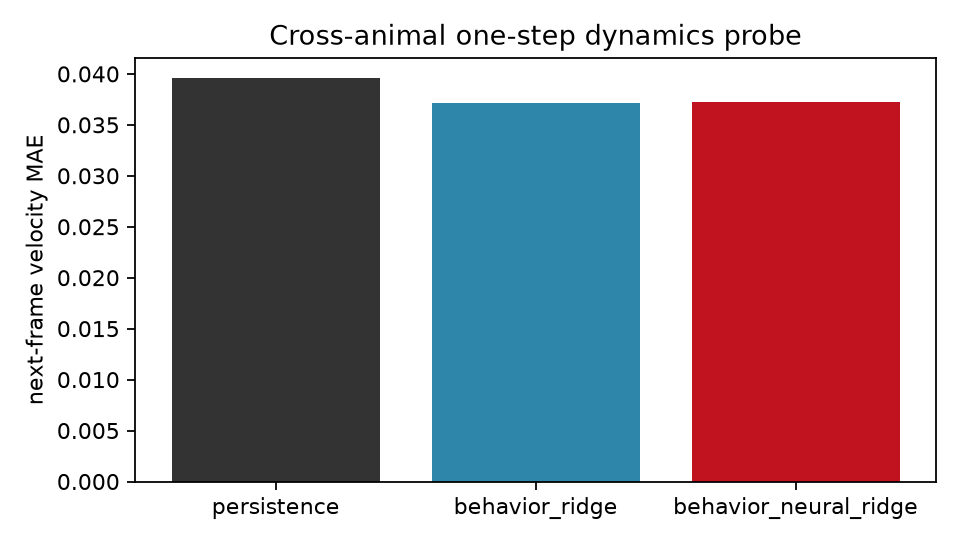 Cross-animal one-step dynamics probe
next-frame velocity MAE
0.040
0.035
0.030
0.025
0.020
0.015
0.010
0.005
0.000
persistence
behavior_ridge
behavior_neural_ridge